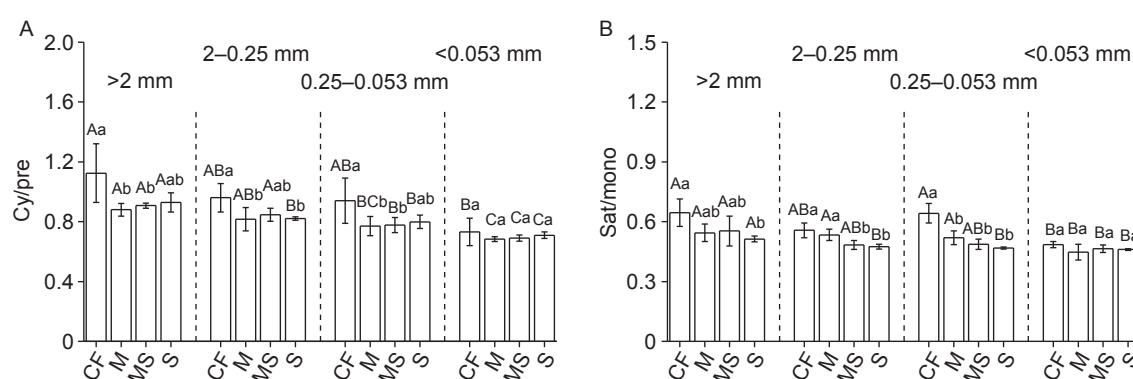 A
2.0
1.6
1.2
0.8
0.4
0
Cy/pre
>2 mm
2–0.25 mm
0.25–0.053 mm
<0.053 mm
Aa
Ab
Ab
Aab
ABa
ABb
Aab
Bb
ABa
BCb
Bb
Bab
Ba
Ca
Ca
Ca
CF
M
MS
S
CF
M
MS
S
CF
M
MS
S
CF
M
MS
S
B
1.5
1.2
0.9
0.6
0.3
0
Sat/mono
>2 mm
2–0.25 mm
0.25–0.053 mm
<0.053 mm
Aa
Aab
Aab
Ab
ABa
Aa
ABb
Bb
Aa
Ab
Bb
Bb
Ba
Ba
Ba
CF
M
MS
S
CF
M
MS
S
CF
M
MS
S
CF
M
MS